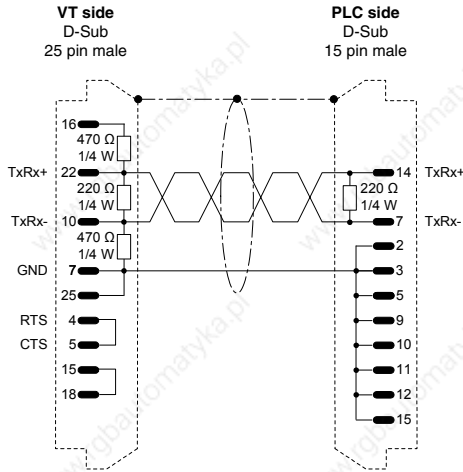 VT side
D-Sub
25 pin male
PLC side
D-Sub
15 pin male
16
470 Ω
1/4 W
TxRx+ 22
220 Ω
1/4 W
TxRx- 10
470 Ω
1/4 W
GND 7
25
RTS 4
CTS 5
15
18
14 TxRx+
220 Ω
1/4 W
7 TxRx-
2
3
5
9
10
11
12
15